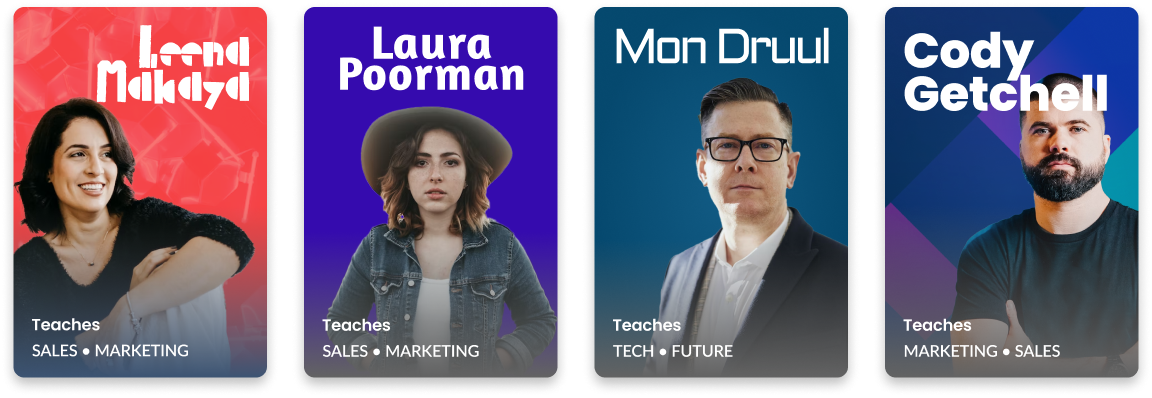 Leena
Makaya
Teaches
SALES ● MARKETING
Laura
Poorman
Teaches
SALES ● MARKETING
Mon Druul
Teaches
TECH ● FUTURE
Cody
Getchell
Teaches
MARKETING ● SALES